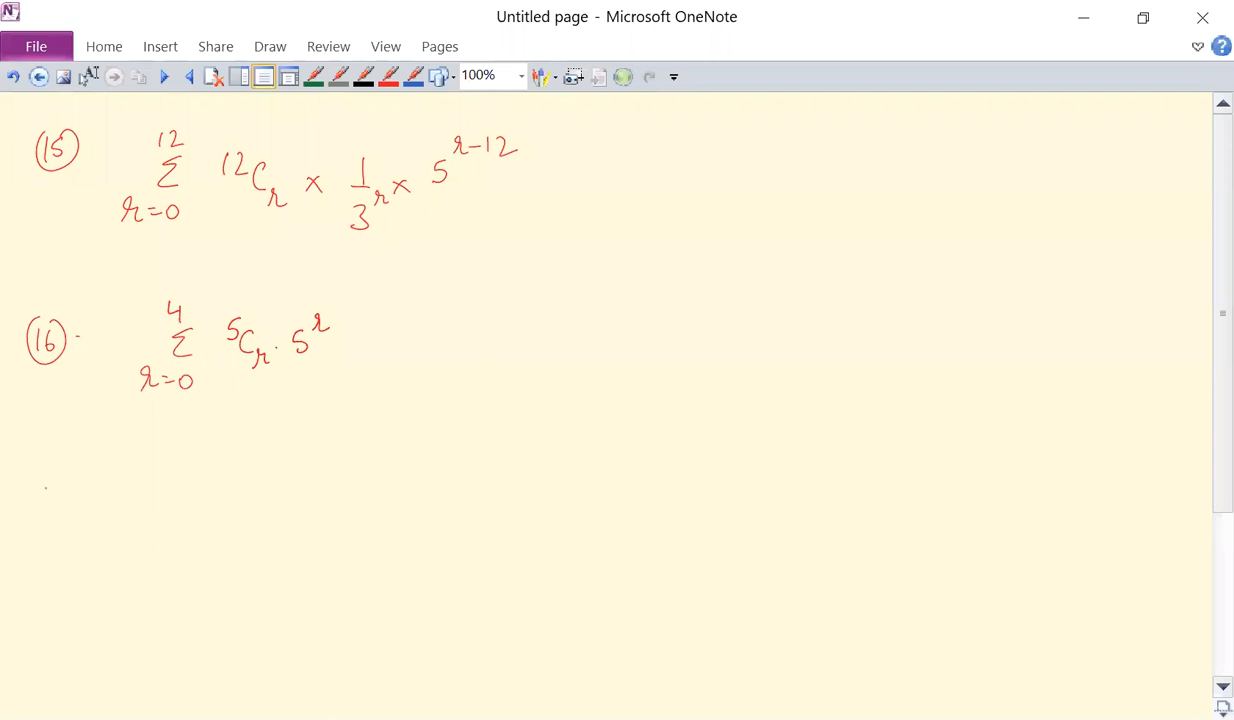 Untitled page - Microsoft OneNote
File Home Insert Share Draw Review View Pages
100%
(15) 12 Σ r=0 12Cr × 1/3^r × 5^r-12
(16) 4 Σ r=0 5Cr · 5^r